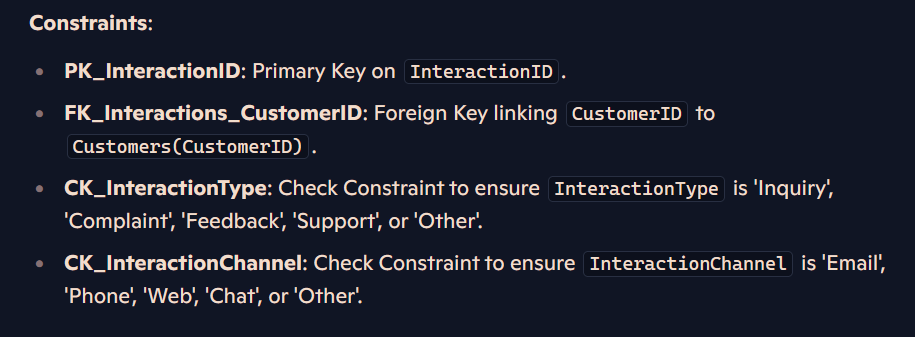 Constraints:
PK_InteractionID: Primary Key on InteractionID.
FK_Interactions_CustomerID: Foreign Key linking CustomerID to
Customers(CustomerID).
CK_InteractionType: Check Constraint to ensure InteractionType is 'Inquiry',
'Complaint', 'Feedback', 'Support', or 'Other'.
CK_InteractionChannel: Check Constraint to ensure InteractionChannel is 'Email',
'Phone', 'Web', 'Chat', or 'Other'.